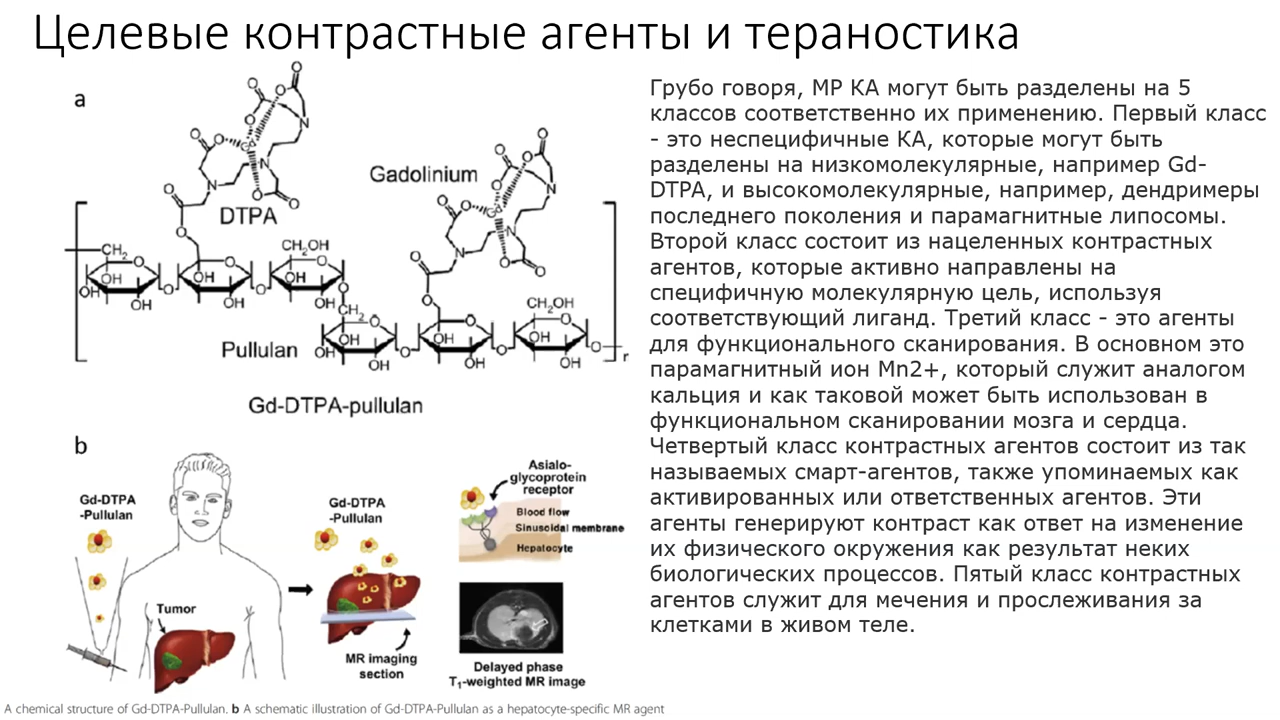 Целевые контрастные агенты и тераностика
a
Gadolinium
DTPA
Pullulan
Gd-DTPA-pullulan
b
Gd-DTPA
-Pullulan
Tumor
Gd-DTPA
-Pullulan
MR imaging
section
Asialo-
glycoprotein
receptor
Blood flow
Sinusoidal membrane
Hepatocyte
Delayed phase
T₁-weighted MR image
Грубо говоря, МР КА могут быть разделены на 5
классов соответственно их применению. Первый класс
- это неспецифичные КА, которые могут быть
разделены на низкомолекулярные, например Gd-
DTPA, и высокомолекулярные, например, дендримеры
последнего поколения и парамагнитные липосомы.
Второй класс состоит из нацеленных контрастных
агентов, которые активно направлены на
специфичную молекулярную цель, используя
соответствующий лиганд. Третий класс - это агенты
для функционального сканирования. В основном это
парамагнитный ион Mn2+, который служит аналогом
кальция и как таковой может быть использован в
функциональном сканировании мозга и сердца.
Четвертый класс контрастных агентов состоит из так
называемых смарт-агентов, также упоминаемых как
активированных или ответственных агентов. Эти
агенты генерируют контраст как ответ на изменение
их физического окружения как результат неких
биологических процессов. Пятый класс контрастных
агентов служит для мечения и прослеживания за
клетками в живом теле.
A chemical structure of Gd-DTPA-Pullulan. b A schematic illustration of Gd-DTPA-Pullulan as a hepatocyte-specific MR agent